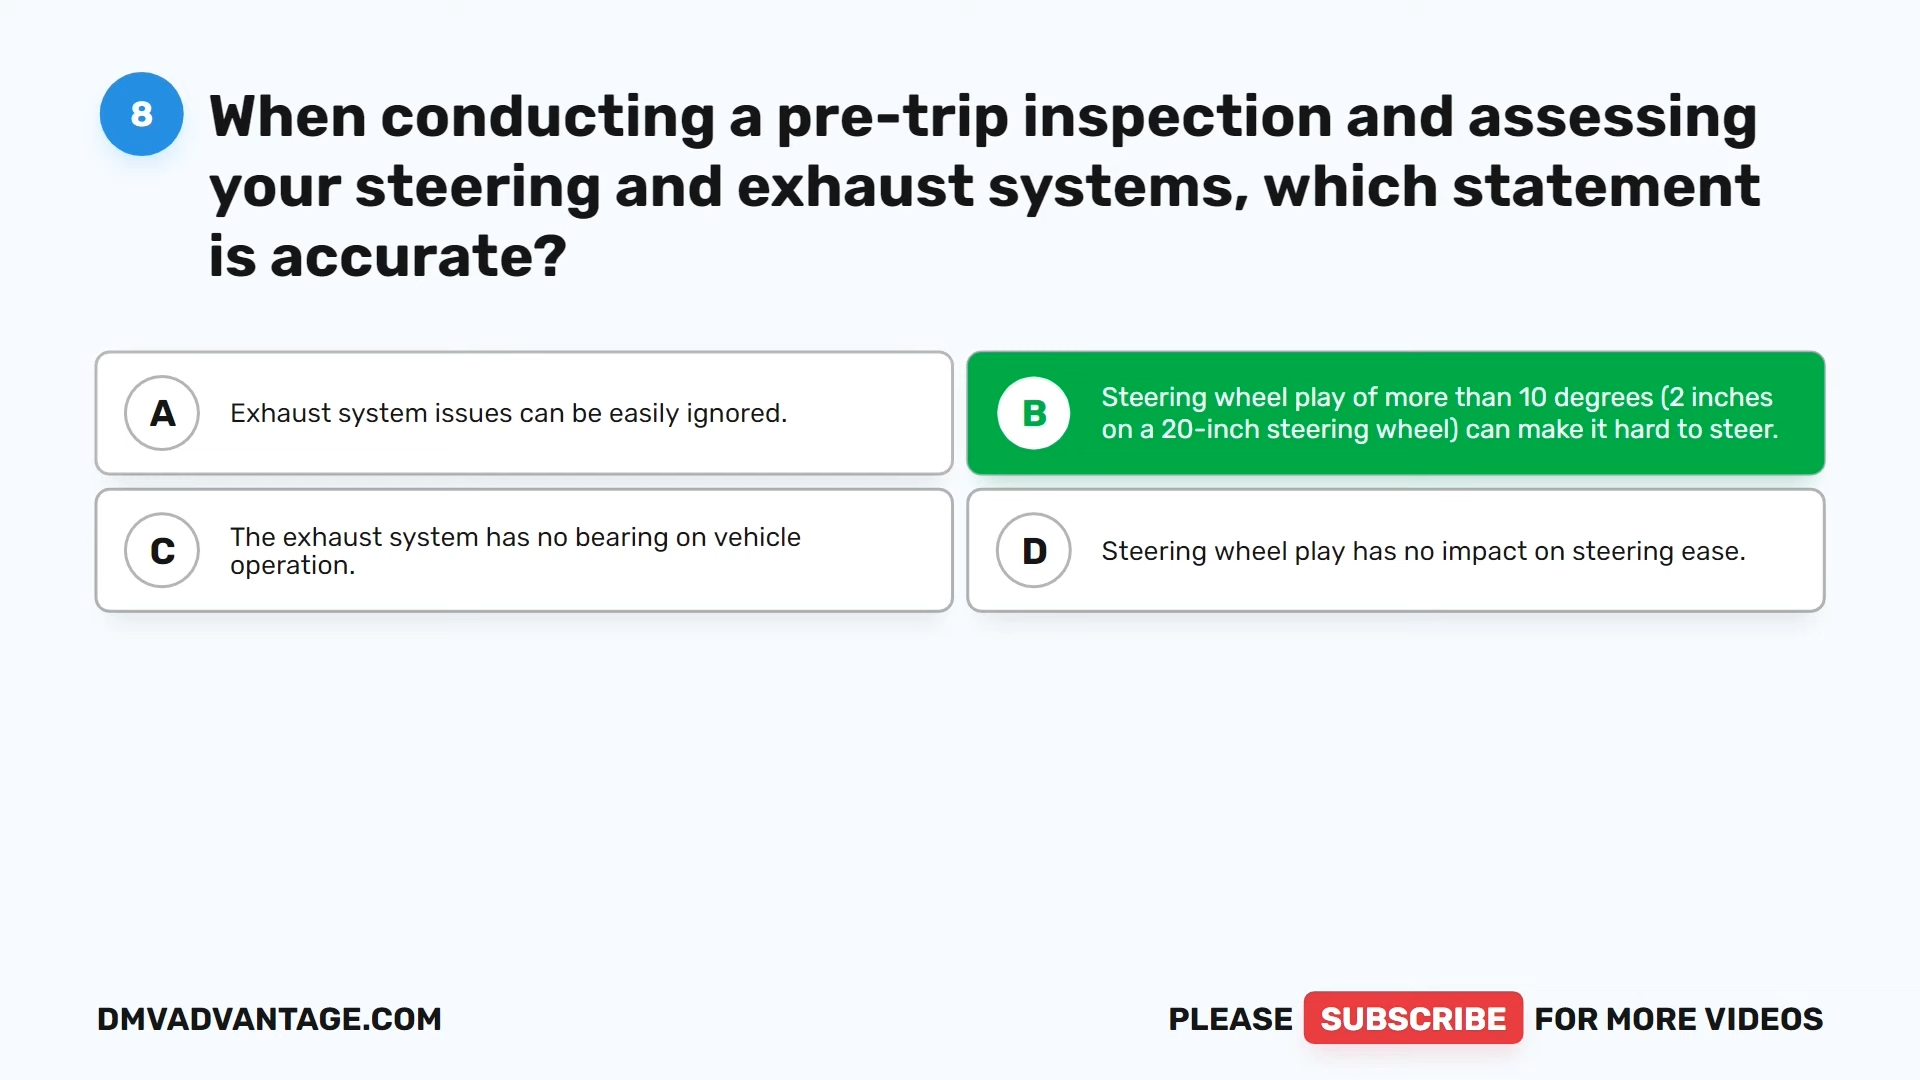 8
When conducting a pre-trip inspection and assessing
your steering and exhaust systems, which statement
is accurate?
A
Exhaust system issues can be easily ignored.
B
Steering wheel play of more than 10 degrees (2 inches
on a 20-inch steering wheel) can make it hard to steer.
C
The exhaust system has no bearing on vehicle
operation.
D
Steering wheel play has no impact on steering ease.
DMVADVANTAGE.COM
PLEASE SUBSCRIBE FOR MORE VIDEOS